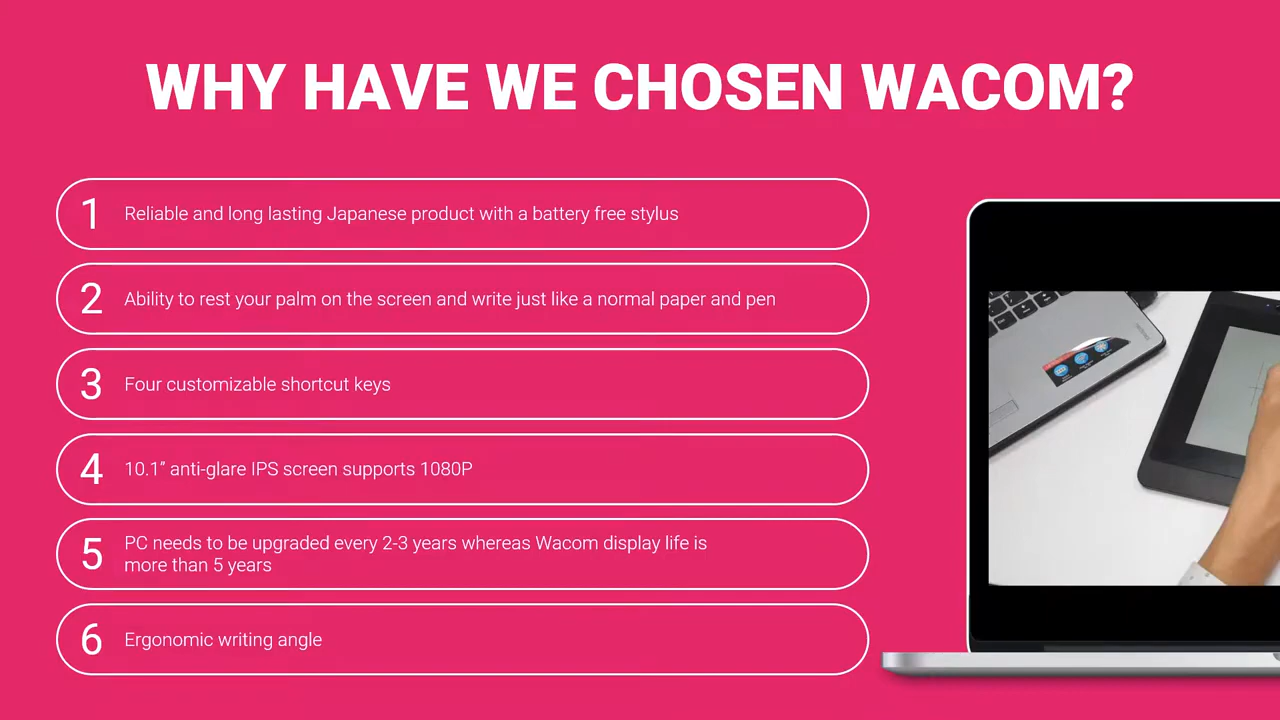 WHY HAVE WE CHOSEN WACOM?
1 Reliable and long lasting Japanese product with a battery free stylus
2 Ability to rest your palm on the screen and write just like a normal paper and pen
3 Four customizable shortcut keys
4 10.1” anti-glare IPS screen supports 1080P
5 PC needs to be upgraded every 2-3 years whereas Wacom display life is
more than 5 years
6 Ergonomic writing angle